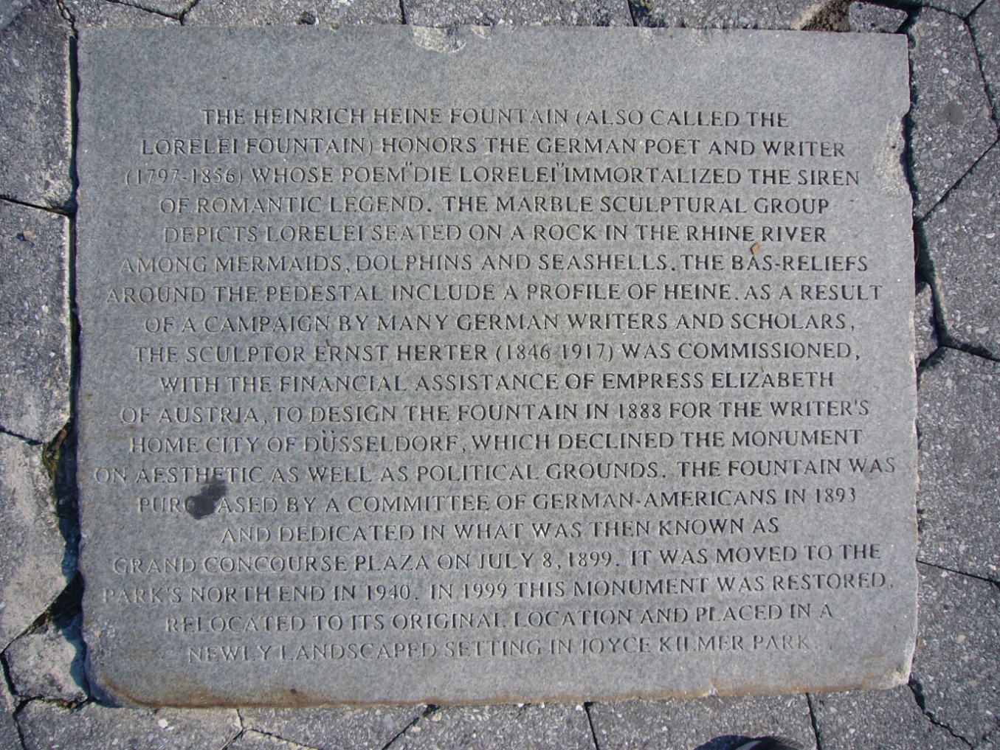 THE HEINRICH HEINE FOUNTAIN (ALSO CALLED THE
LORELEI FOUNTAIN) HONORS THE GERMAN POET AND WRITER
(1797-1856) WHOSE POEM "DIE LORELEI" IMMORTALIZED THE SIREN
OF ROMANTIC LEGEND. THE MARBLE SCULPTURAL GROUP
DEPICTS LORELEI SEATED ON A ROCK IN THE RHINE RIVER
AMONG MERMAIDS, DOLPHINS AND SEASHELLS. THE BAS-RELIEFS
AROUND THE PEDESTAL INCLUDE A PROFILE OF HEINE. AS A RESULT
OF A CAMPAIGN BY MANY GERMAN WRITERS AND SCHOLARS,
THE SCULPTOR ERNST HERTER (1846-1917) WAS COMMISSIONED,
WITH THE FINANCIAL ASSISTANCE OF EMPRESS ELIZABETH
OF AUSTRIA, TO DESIGN THE FOUNTAIN IN 1888 FOR THE WRITER'S
HOME CITY OF DÜSSELDORF, WHICH DECLINED THE MONUMENT
ON AESTHETIC AS WELL AS POLITICAL GROUNDS. THE FOUNTAIN WAS
PURCHASED BY A COMMITTEE OF GERMAN-AMERICANS IN 1893
AND DEDICATED IN WHAT WAS THEN KNOWN AS
GRAND CONCOURSE PLAZA ON JULY 8, 1899. IT WAS MOVED TO THE
PARK'S NORTH END IN 1940. IN 1999 THIS MONUMENT WAS RESTORED,
RELOCATED TO ITS ORIGINAL LOCATION AND PLACED IN A
NEWLY LANDSCAPED SETTING IN JOYCE KILMER PARK.